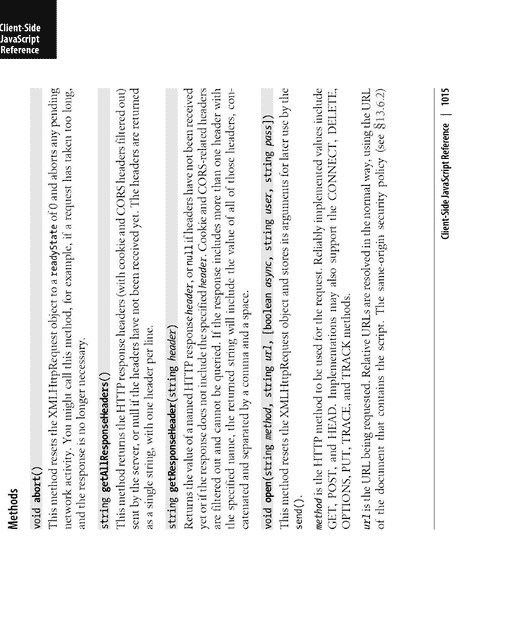 Client-Side
JavaScript
Reference
Methods
void abort()
This method resets the XMLHttpRequest object to a readyState of 0 and aborts any pending
network activity. You might call this method, for example, if a request has taken too long,
and the response is no longer necessary.
string getAllResponseHeaders()
This method returns the HTTP response headers (with cookie and CORS headers filtered out)
sent by the server, or null if the headers have not been received yet. The headers are returned
as a single string, with one header per line.
string getResponseHeader(string header)
Returns the value of a named HTTP response header, or null if headers have not been received
yet or if the response does not include the specified header. Cookie and CORS-related headers
are filtered out and cannot be queried. If the response includes more than one header with
the specified name, the returned string will include the value of all of those headers, con-
catenated and separated by a comma and a space.
void open(string method, string url, [boolean async, string user, string pass])
This method resets the XMLHttpRequest object and stores its arguments for later use by the
send().
method is the HTTP method to be used for the request. Reliably implemented values include
GET, POST, and HEAD. Implementations may also support the CONNECT, DELETE,
OPTIONS, PUT, TRACE, and TRACK methods.
url is the URL being requested. Relative URLs are resolved in the normal way, using the URL
of the document that contains the script. The same-origin security policy (see §13.6.2)
Client-Side JavaScript Reference | 1015